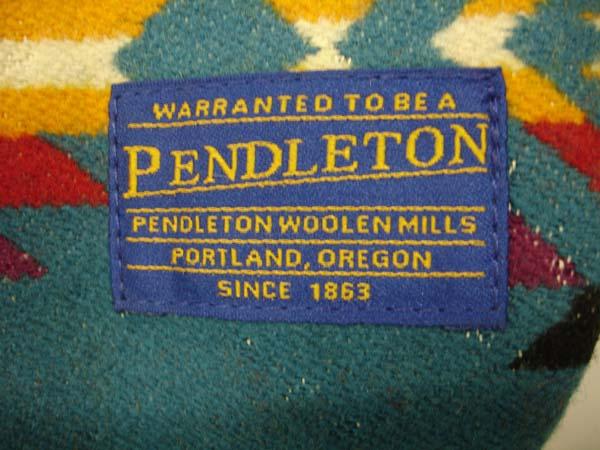 WARRANTED TO BE A
PENDLETON
PENDLETON WOOLEN MILLS
PORTLAND, OREGON
SINCE 1863